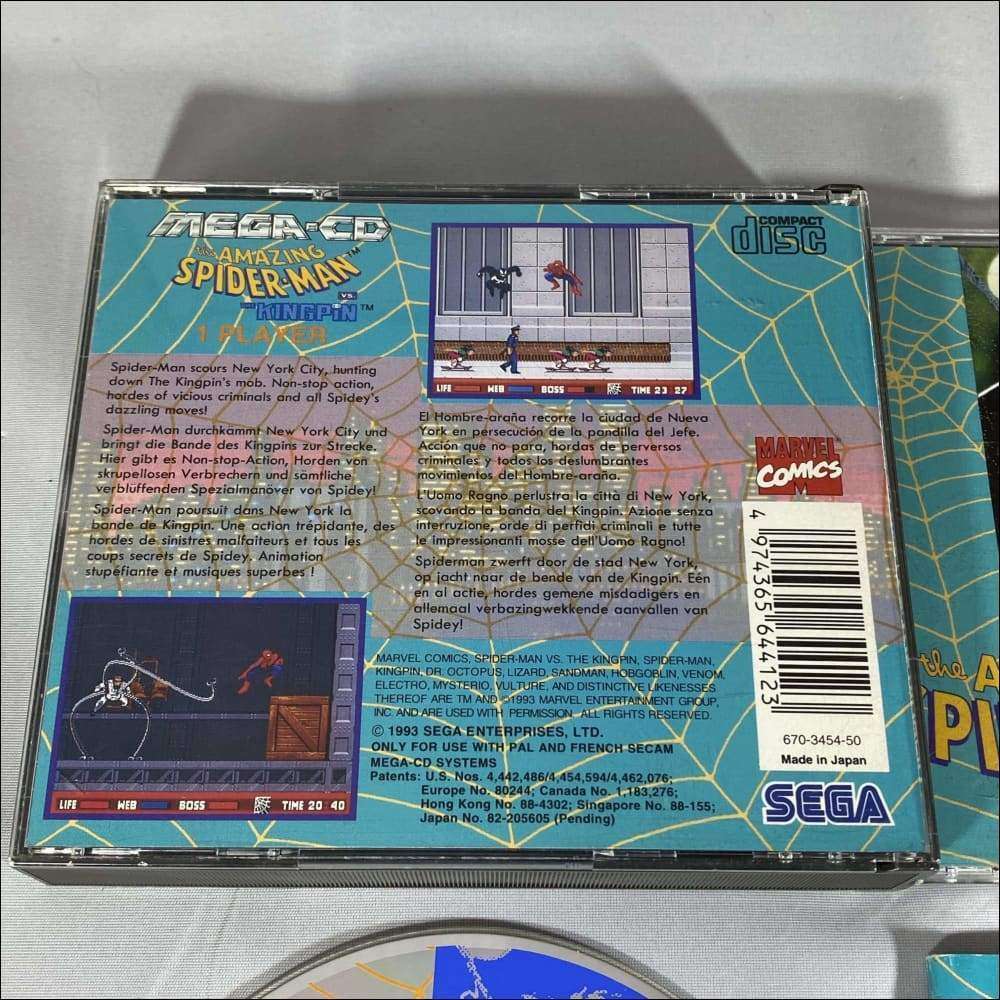 MEGA-CD
THE AMAZING
SPIDER-MAN™
VS.
THE KINGPIN™
1 PLAYER
Spider-Man scours New York City, hunting
down The Kingpin's mob. Non-stop action,
hordes of vicious criminals and all Spidey's
dazzling moves!
Spider-Man durchkämmt New York City und
bringt die Bande des Kingpins zur Strecke.
Hier gibt es Non-stop-Action, Horden von
skrupellosen Verbrechern und sämtliche
verblüffenden Spezialmanöver von Spidey!
Spider-Man poursuit dans New York la
bande de Kingpin. Une action trépidante, des
hordes de sinistres malfaiteurs et tous les
coups secrets de Spidey. Animation
stupéfiante et musiques superbes !
LIFE WEB BOSS TIME 20 40
COMPACT
disc
LIFE WEB BOSS TIME 23 27
El Hombre-araña recorre la ciudad de Nueva
York en persecución de la pandilla del Jefe.
Acción que no para, hordas de perversos
criminales y todos los deslumbrantes
movimientos del Hombre-araña.
L'Uomo Ragno perlustra la città di New York,
scovando la banda del Kingpin. Azione senza
interruzione, orde di perfidi criminali e tutte
le impressionanti mosse dell'Uomo Ragno!
Spiderman zwerft door de stad New York,
op jacht naar de bende van de Kingpin. Eén
en al actie, hordes gemene misdadigers en
allemaal verbazingwekkende aanvallen van
Spidey!
MARVEL COMICS, SPIDER-MAN VS. THE KINGPIN, SPIDER-MAN,
KINGPIN, DR. OCTOPUS, LIZARD, SANDMAN, HOBGOBLIN, VENOM,
ELECTRO, MYSTERIO, VULTURE, AND DISTINCTIVE LIKENESSES
THEREOF ARE TM AND ©1993 MARVEL ENTERTAINMENT GROUP,
INC AND ARE USED WITH PERMISSION. ALL RIGHTS RESERVED.
© 1993 SEGA ENTERPRISES, LTD.
ONLY FOR USE WITH PAL AND FRENCH SECAM
MEGA-CD SYSTEMS
Patents: U.S. Nos. 4,442,486/4,454,594/4,462,076;
Europe No. 80244; Canada No. 1,183,276;
Hong Kong No. 88-4302; Singapore No. 88-155;
Japan No. 82-205605 (Pending)
MARVEL
COMICS
4 974365 644123
670-3454-50
Made in Japan
SEGA
the